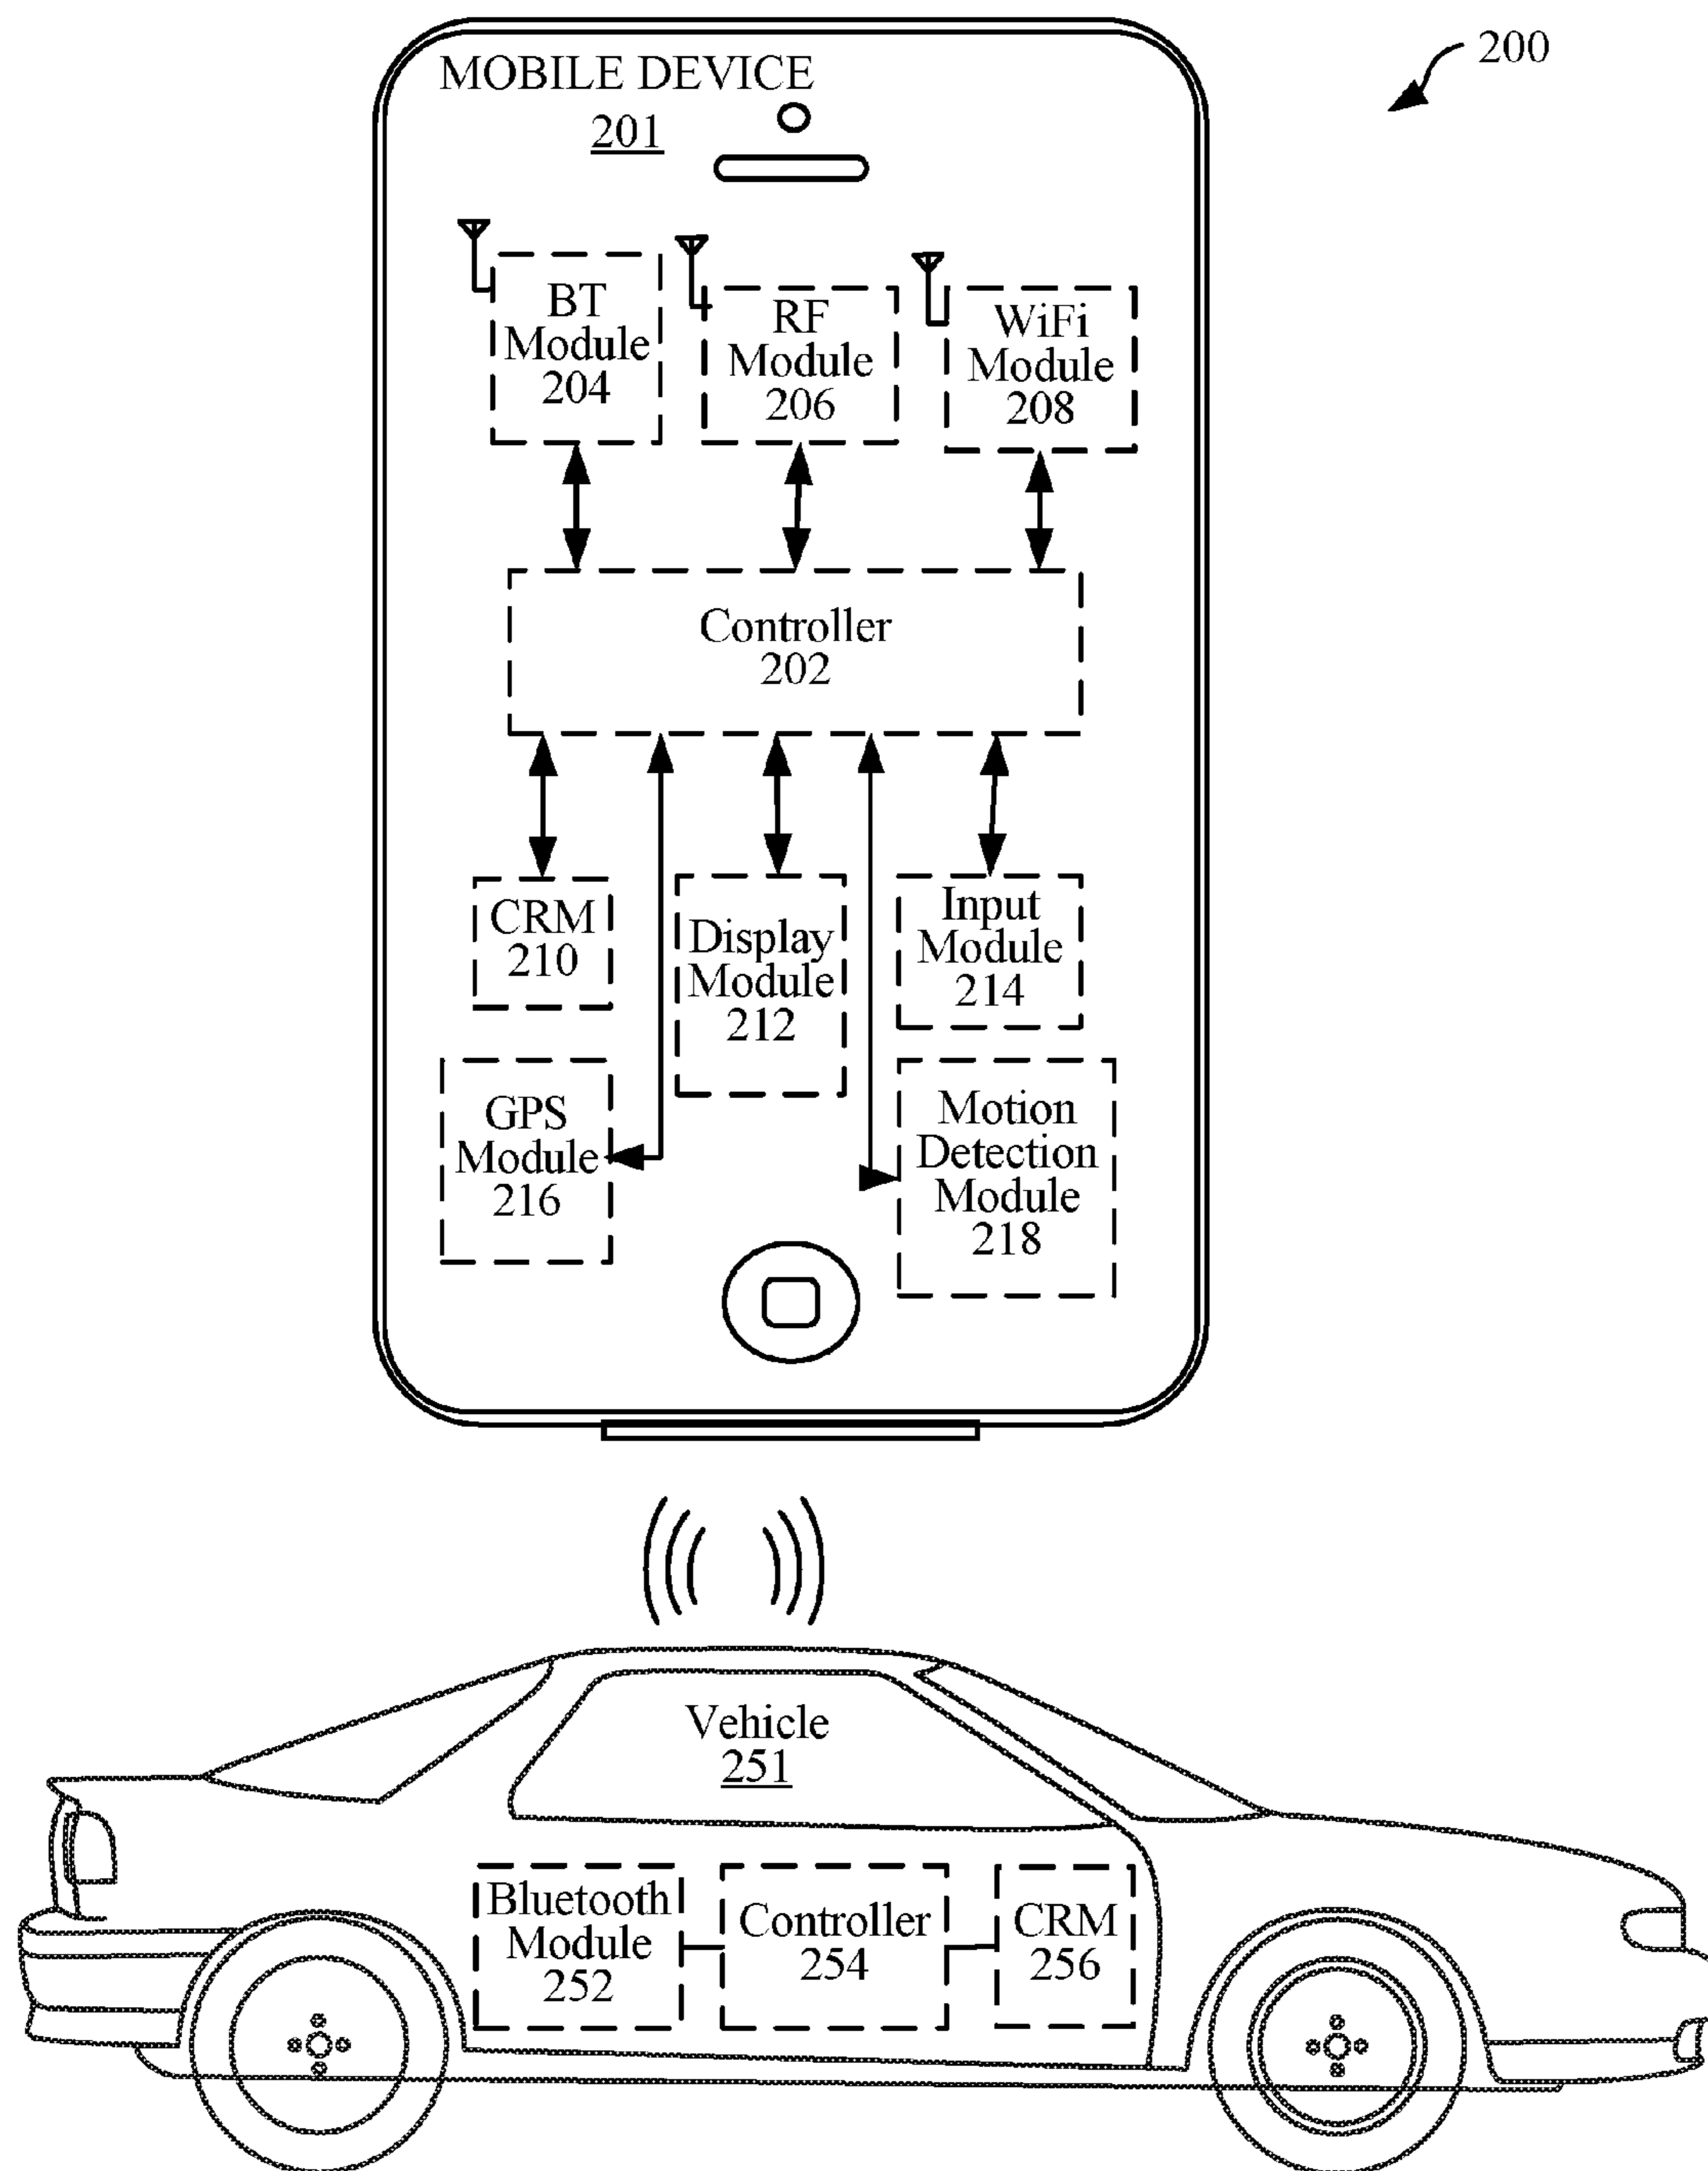 200
MOBILE DEVICE
201
BT
Module
204
RF
Module
206
WiFi
Module
208
Controller
202
CRM
210
Display
Module
212
Input
Module
214
GPS
Module
216
Motion
Detection
Module
218
Vehicle
251
Bluetooth
Module
252
Controller
254
CRM
256